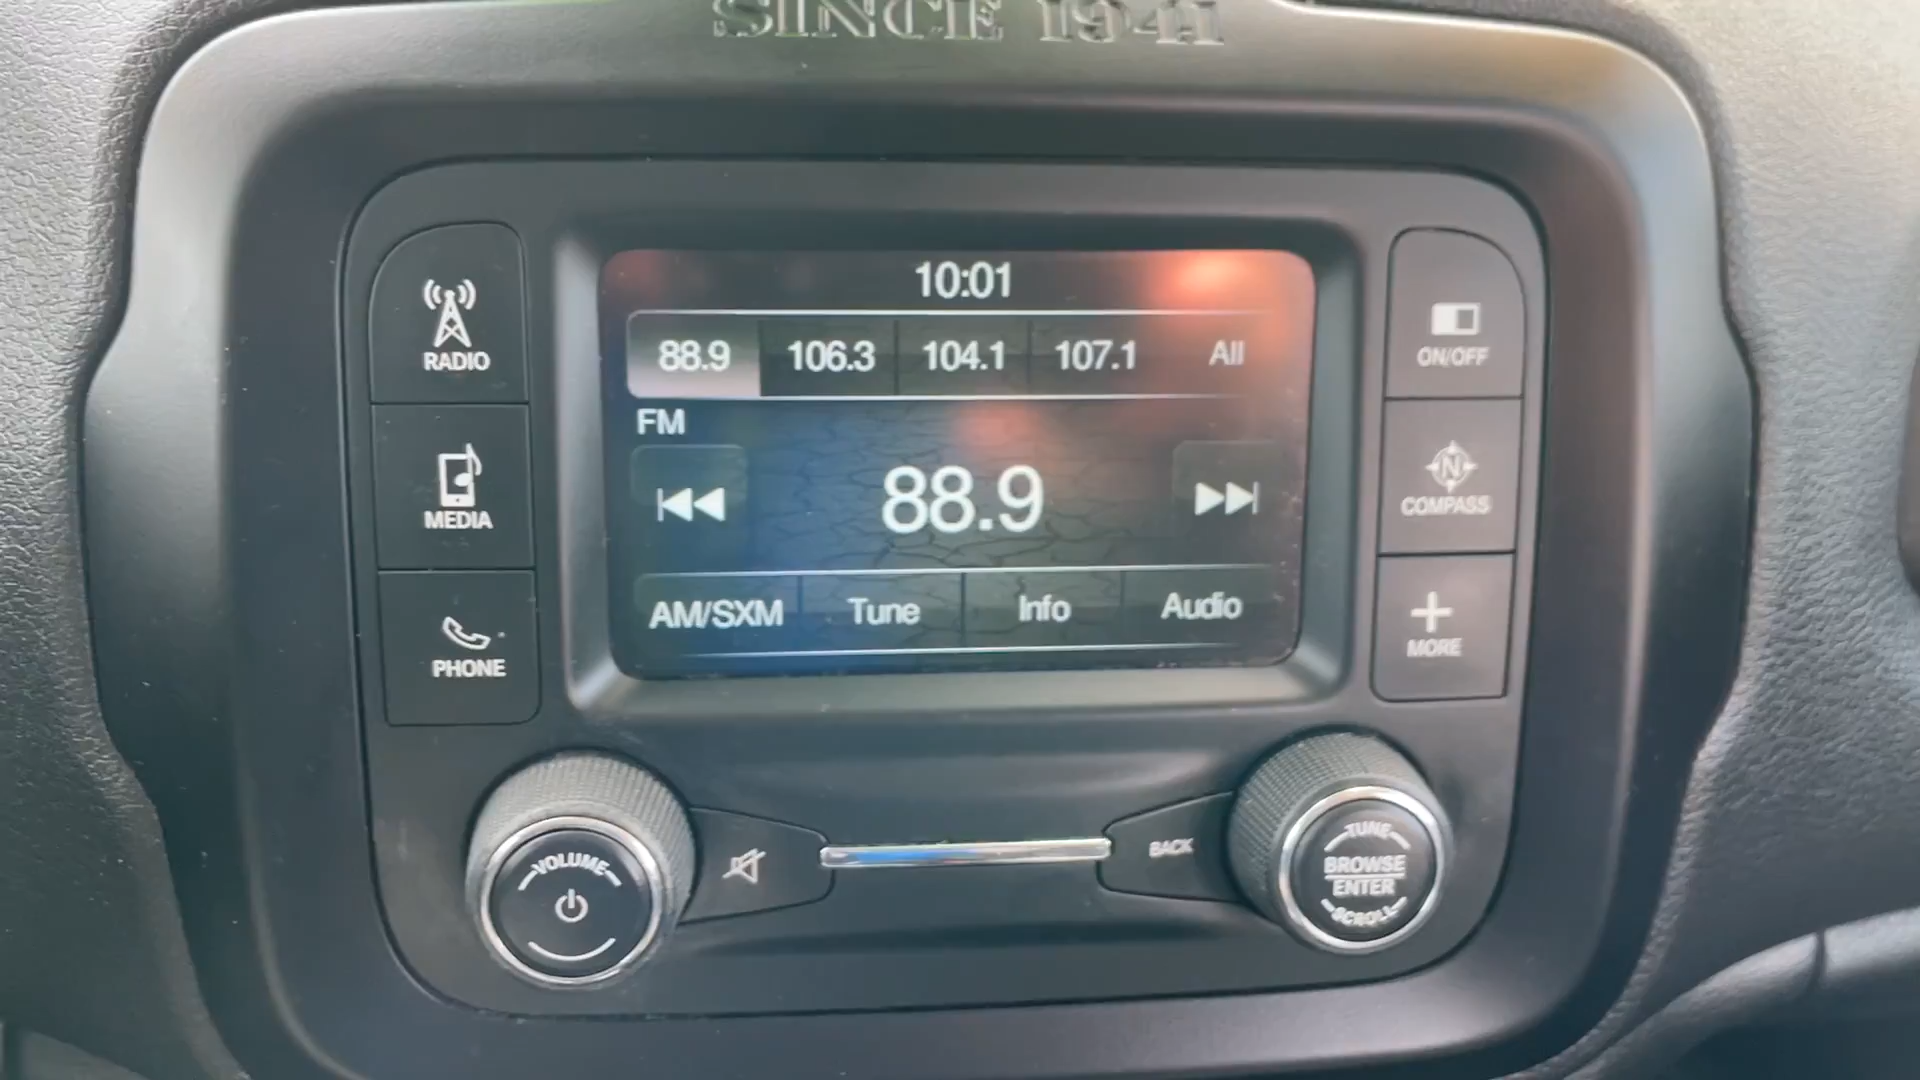 SINCE 1941
10:01
88.9 106.3 104.1 107.1 All
FM
88.9
AM/SXM Tune Info Audio
RADIO
MEDIA
PHONE
ON/OFF
N
COMPASS
MORE
VOLUME
BACK
TUNE
BROWSE
ENTER
SCROLL